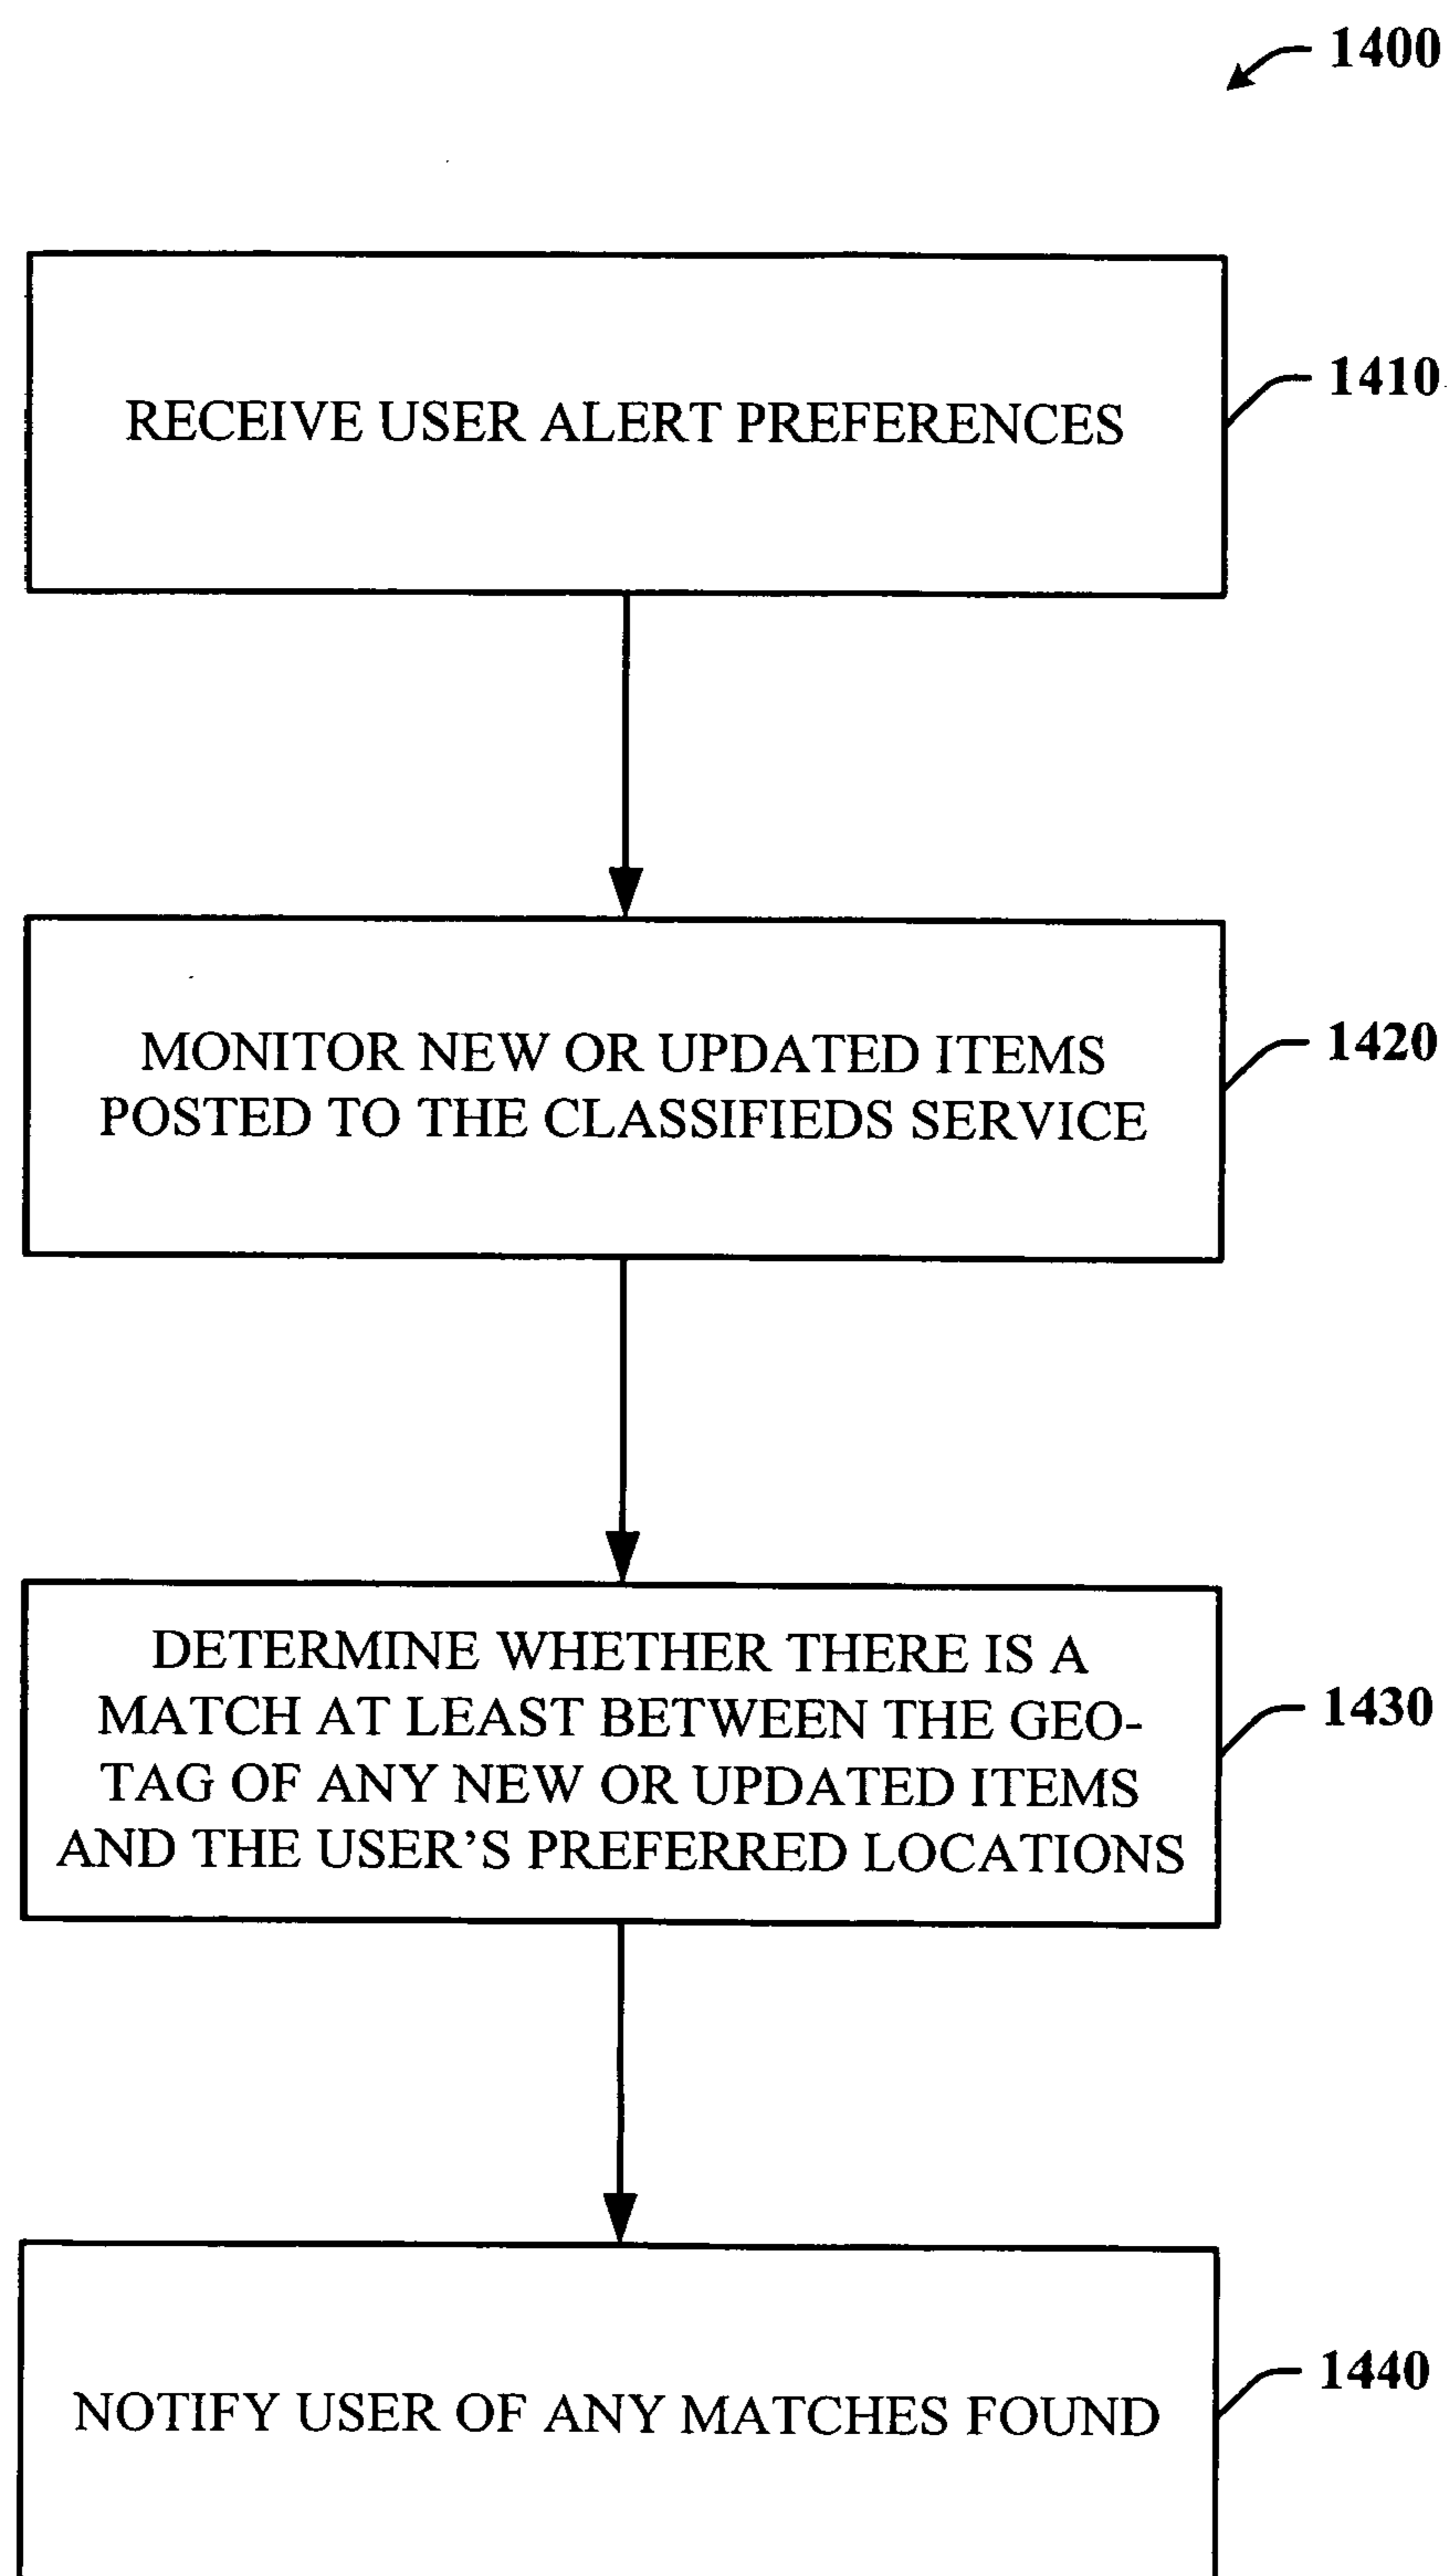 1400
RECEIVE USER ALERT PREFERENCES
1410
MONITOR NEW OR UPDATED ITEMS
POSTED TO THE CLASSIFIEDS SERVICE
1420
DETERMINE WHETHER THERE IS A
MATCH AT LEAST BETWEEN THE GEO-
TAG OF ANY NEW OR UPDATED ITEMS
AND THE USER'S PREFERRED LOCATIONS
1430
NOTIFY USER OF ANY MATCHES FOUND
1440